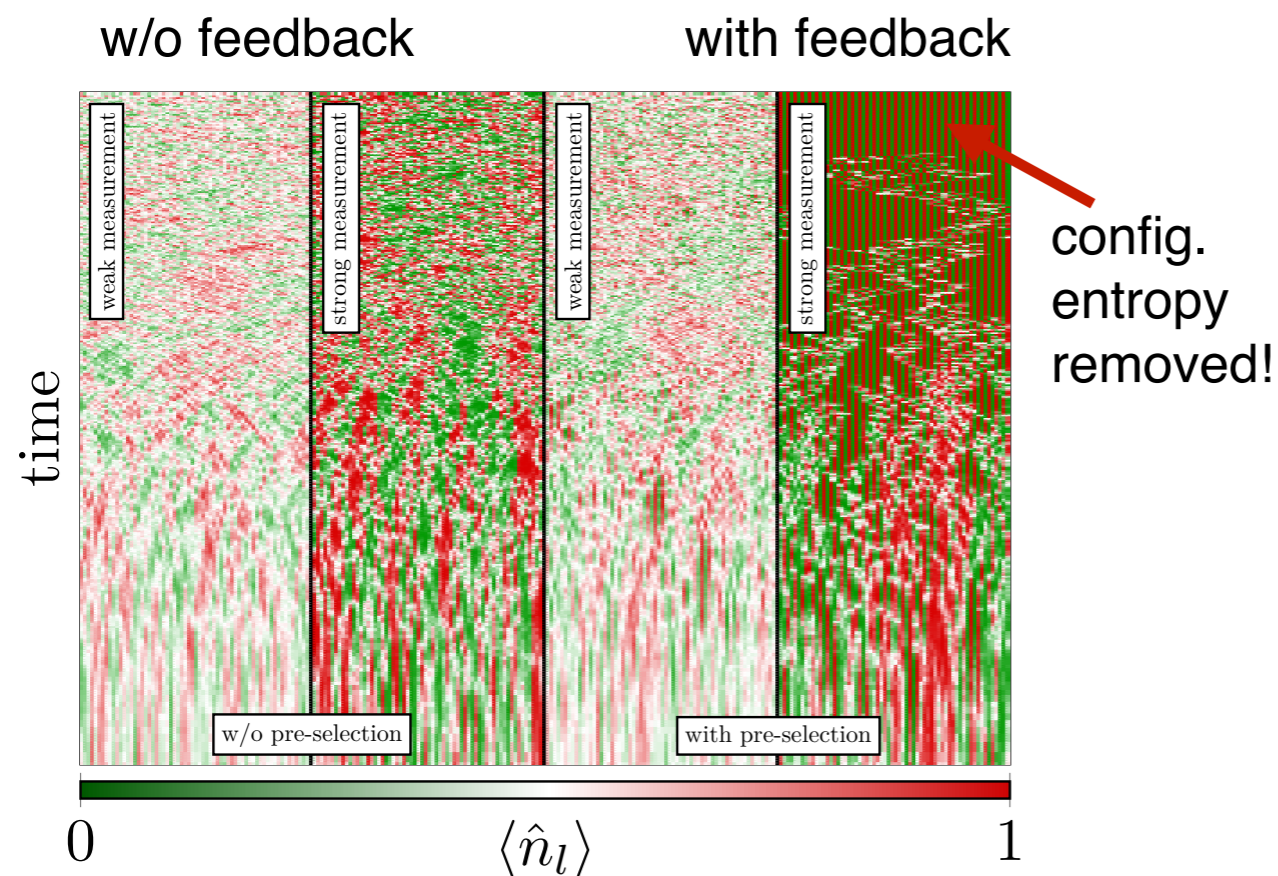 w/o feedback
with feedback
weak measurement
strong measurement
weak measurement
strong measurement
config.
entropy
removed!
time
w/o pre-selection
with pre-selection
0
⟨n̂_l⟩
1